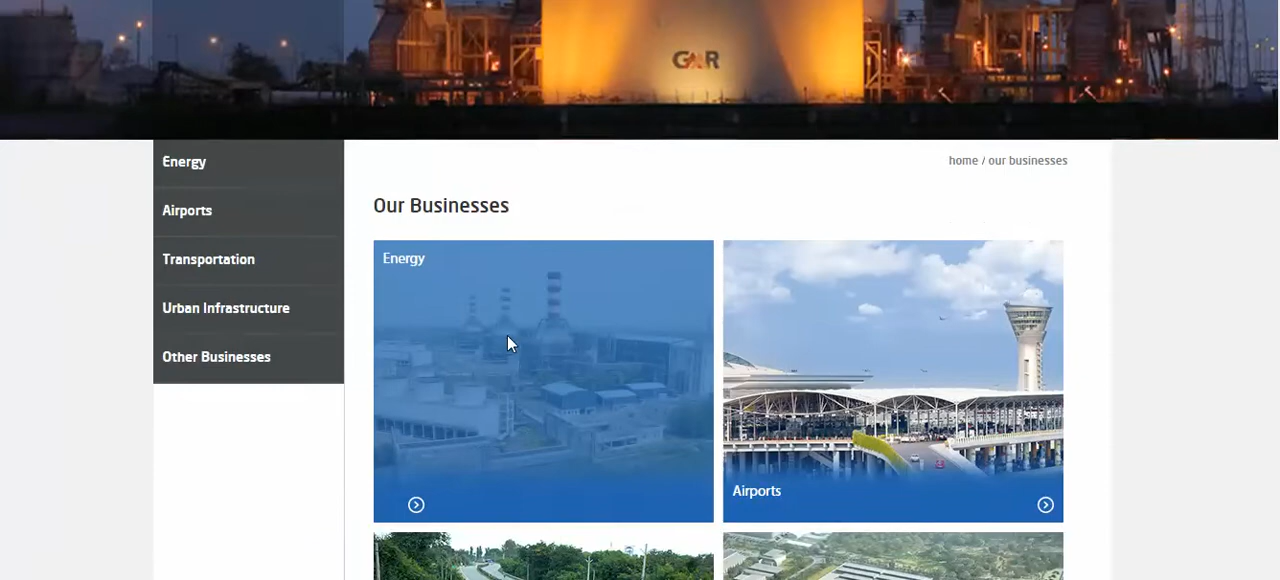 GMR
Energy
Airports
Transportation
Urban Infrastructure
Other Businesses
home / our businesses
Our Businesses
Energy
Airports